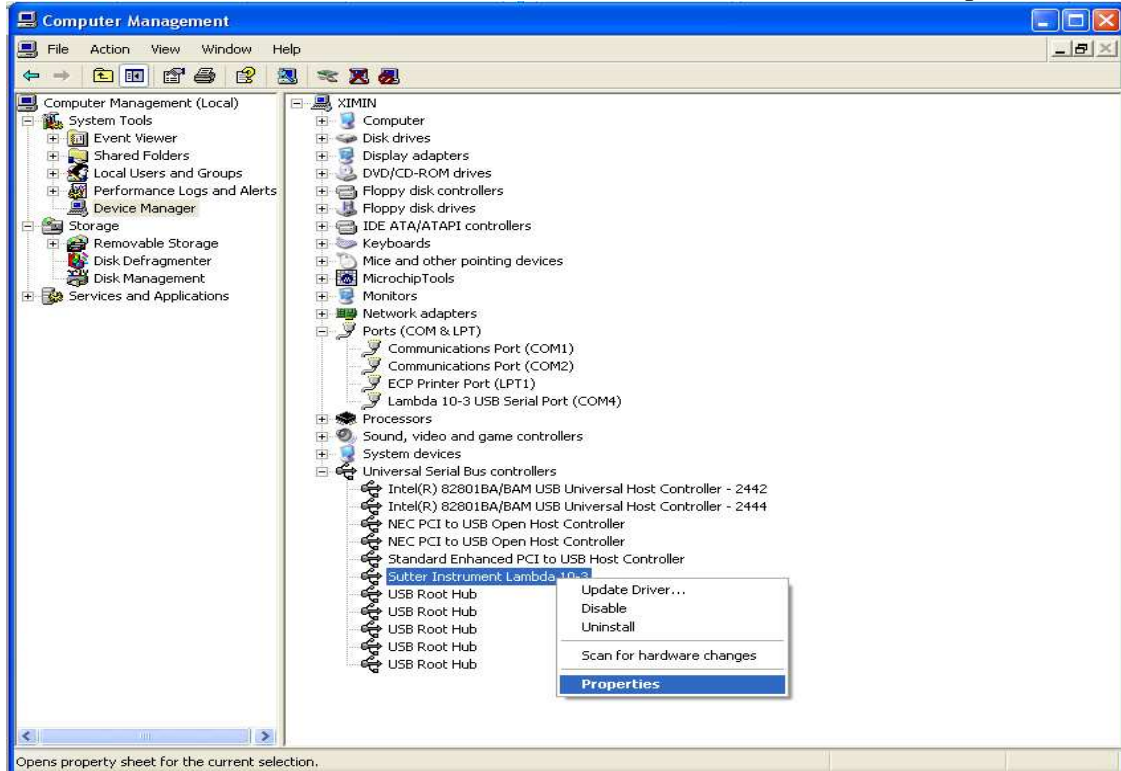 Computer Management
File Action View Window Help
Computer Management (Local)
System Tools
Event Viewer
Shared Folders
Local Users and Groups
Performance Logs and Alerts
Device Manager
Storage
Removable Storage
Disk Defragmenter
Disk Management
Services and Applications
XIMIN
Computer
Disk drives
Display adapters
DVD/CD-ROM drives
Floppy disk controllers
Floppy disk drives
IDE ATA/ATAPI controllers
Keyboards
Mice and other pointing devices
MicrochipTools
Monitors
Network adapters
Ports (COM & LPT)
Communications Port (COM1)
Communications Port (COM2)
ECP Printer Port (LPT1)
Lambda 10-3 USB Serial Port (COM4)
Processors
Sound, video and game controllers
System devices
Universal Serial Bus controllers
Intel(R) 82801BA/BAM USB Universal Host Controller - 2442
Intel(R) 82801BA/BAM USB Universal Host Controller - 2444
NEC PCI to USB Open Host Controller
NEC PCI to USB Open Host Controller
Standard Enhanced PCI to USB Host Controller
Sutter Instrument Lambda 10-3
USB Root Hub
USB Root Hub
USB Root Hub
USB Root Hub
USB Root Hub
Update Driver...
Disable
Uninstall
Scan for hardware changes
Properties
Opens property sheet for the current selection.